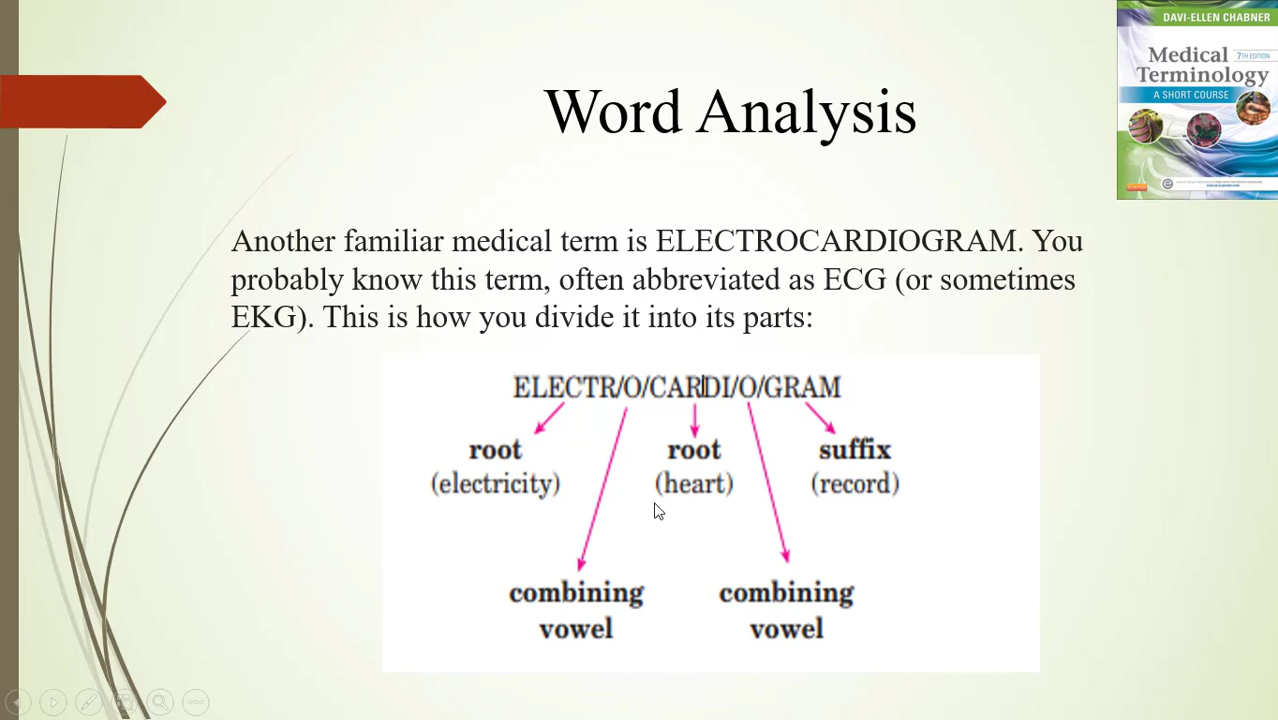 DAVI-ELLEN CHABNER
Medical 7TH EDITION
Terminology
A SHORT COURSE
Word Analysis
Another familiar medical term is ELECTROCARDIOGRAM. You
probably know this term, often abbreviated as ECG (or sometimes
EKG). This is how you divide it into its parts:
ELECTR/O/CARDI/O/GRAM
root root suffix
(electricity) (heart) (record)
combining combining
vowel vowel